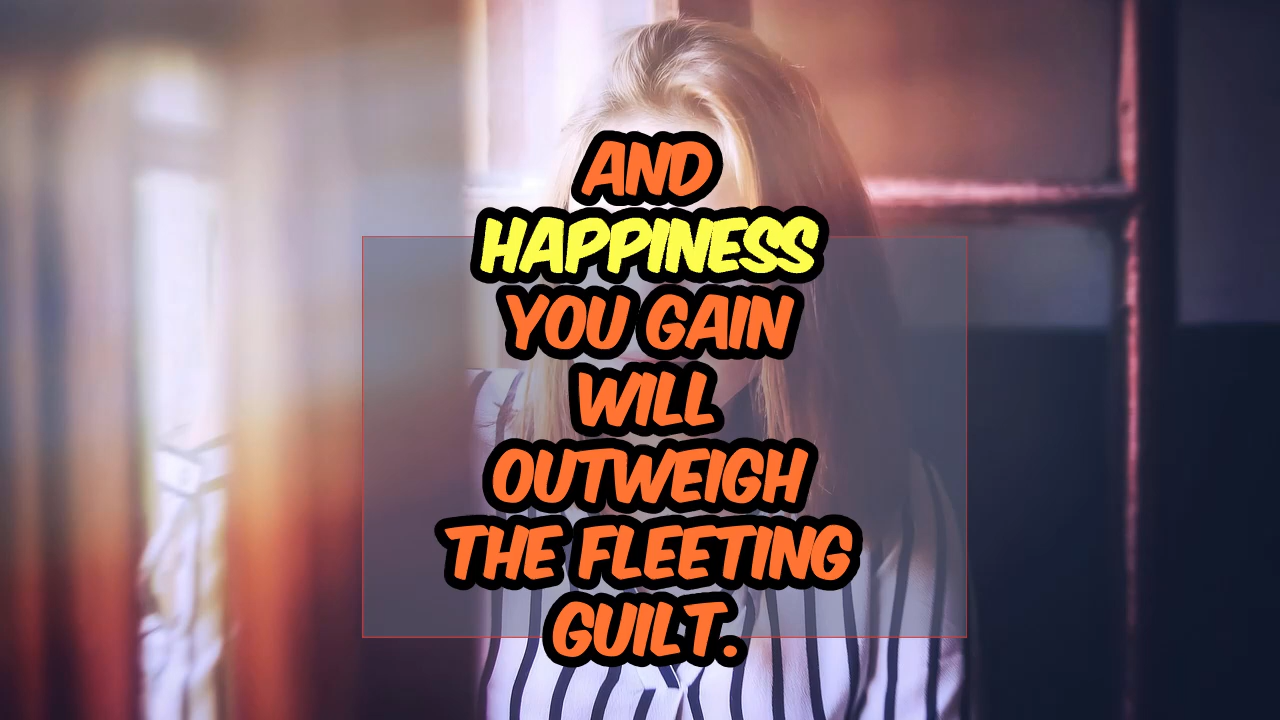 AND
HAPPINESS
YOU GAIN
WILL
OUTWEIGH
THE FLEETING
GUILT.